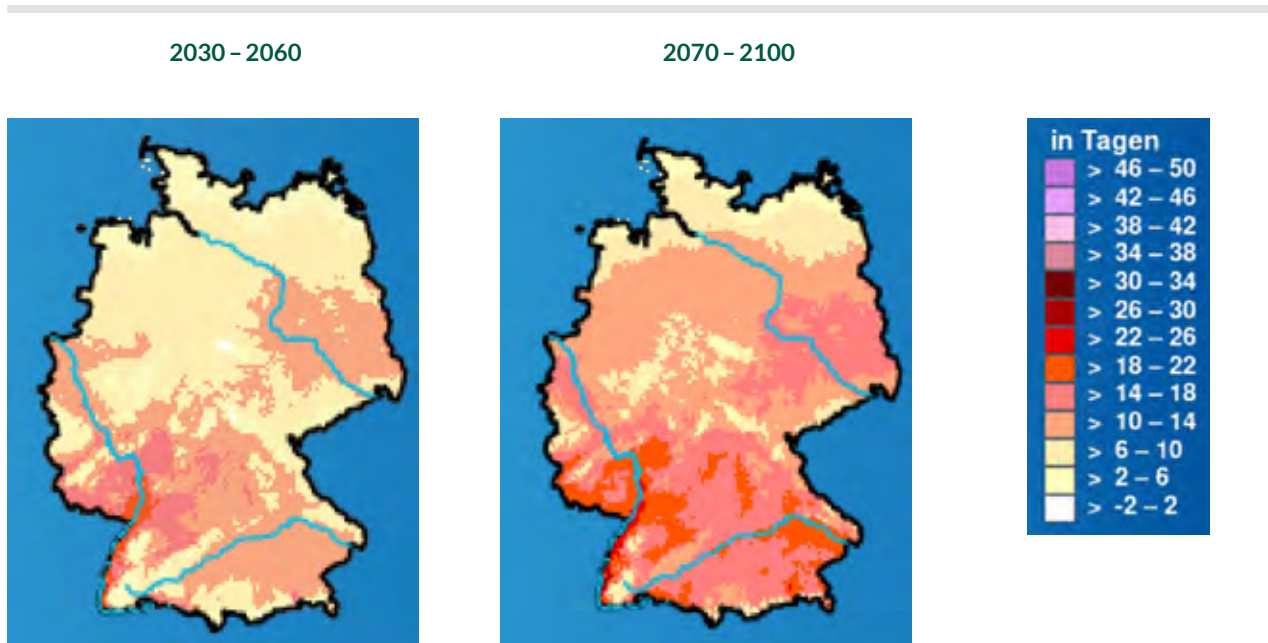 2030 – 2060
2070 – 2100
in Tagen
> 46 – 50
> 42 – 46
> 38 – 42
> 34 – 38
> 30 – 34
> 26 – 30
> 22 – 26
> 18 – 22
> 14 – 18
> 10 – 14
> 6 – 10
> 2 – 6
> -2 – 2